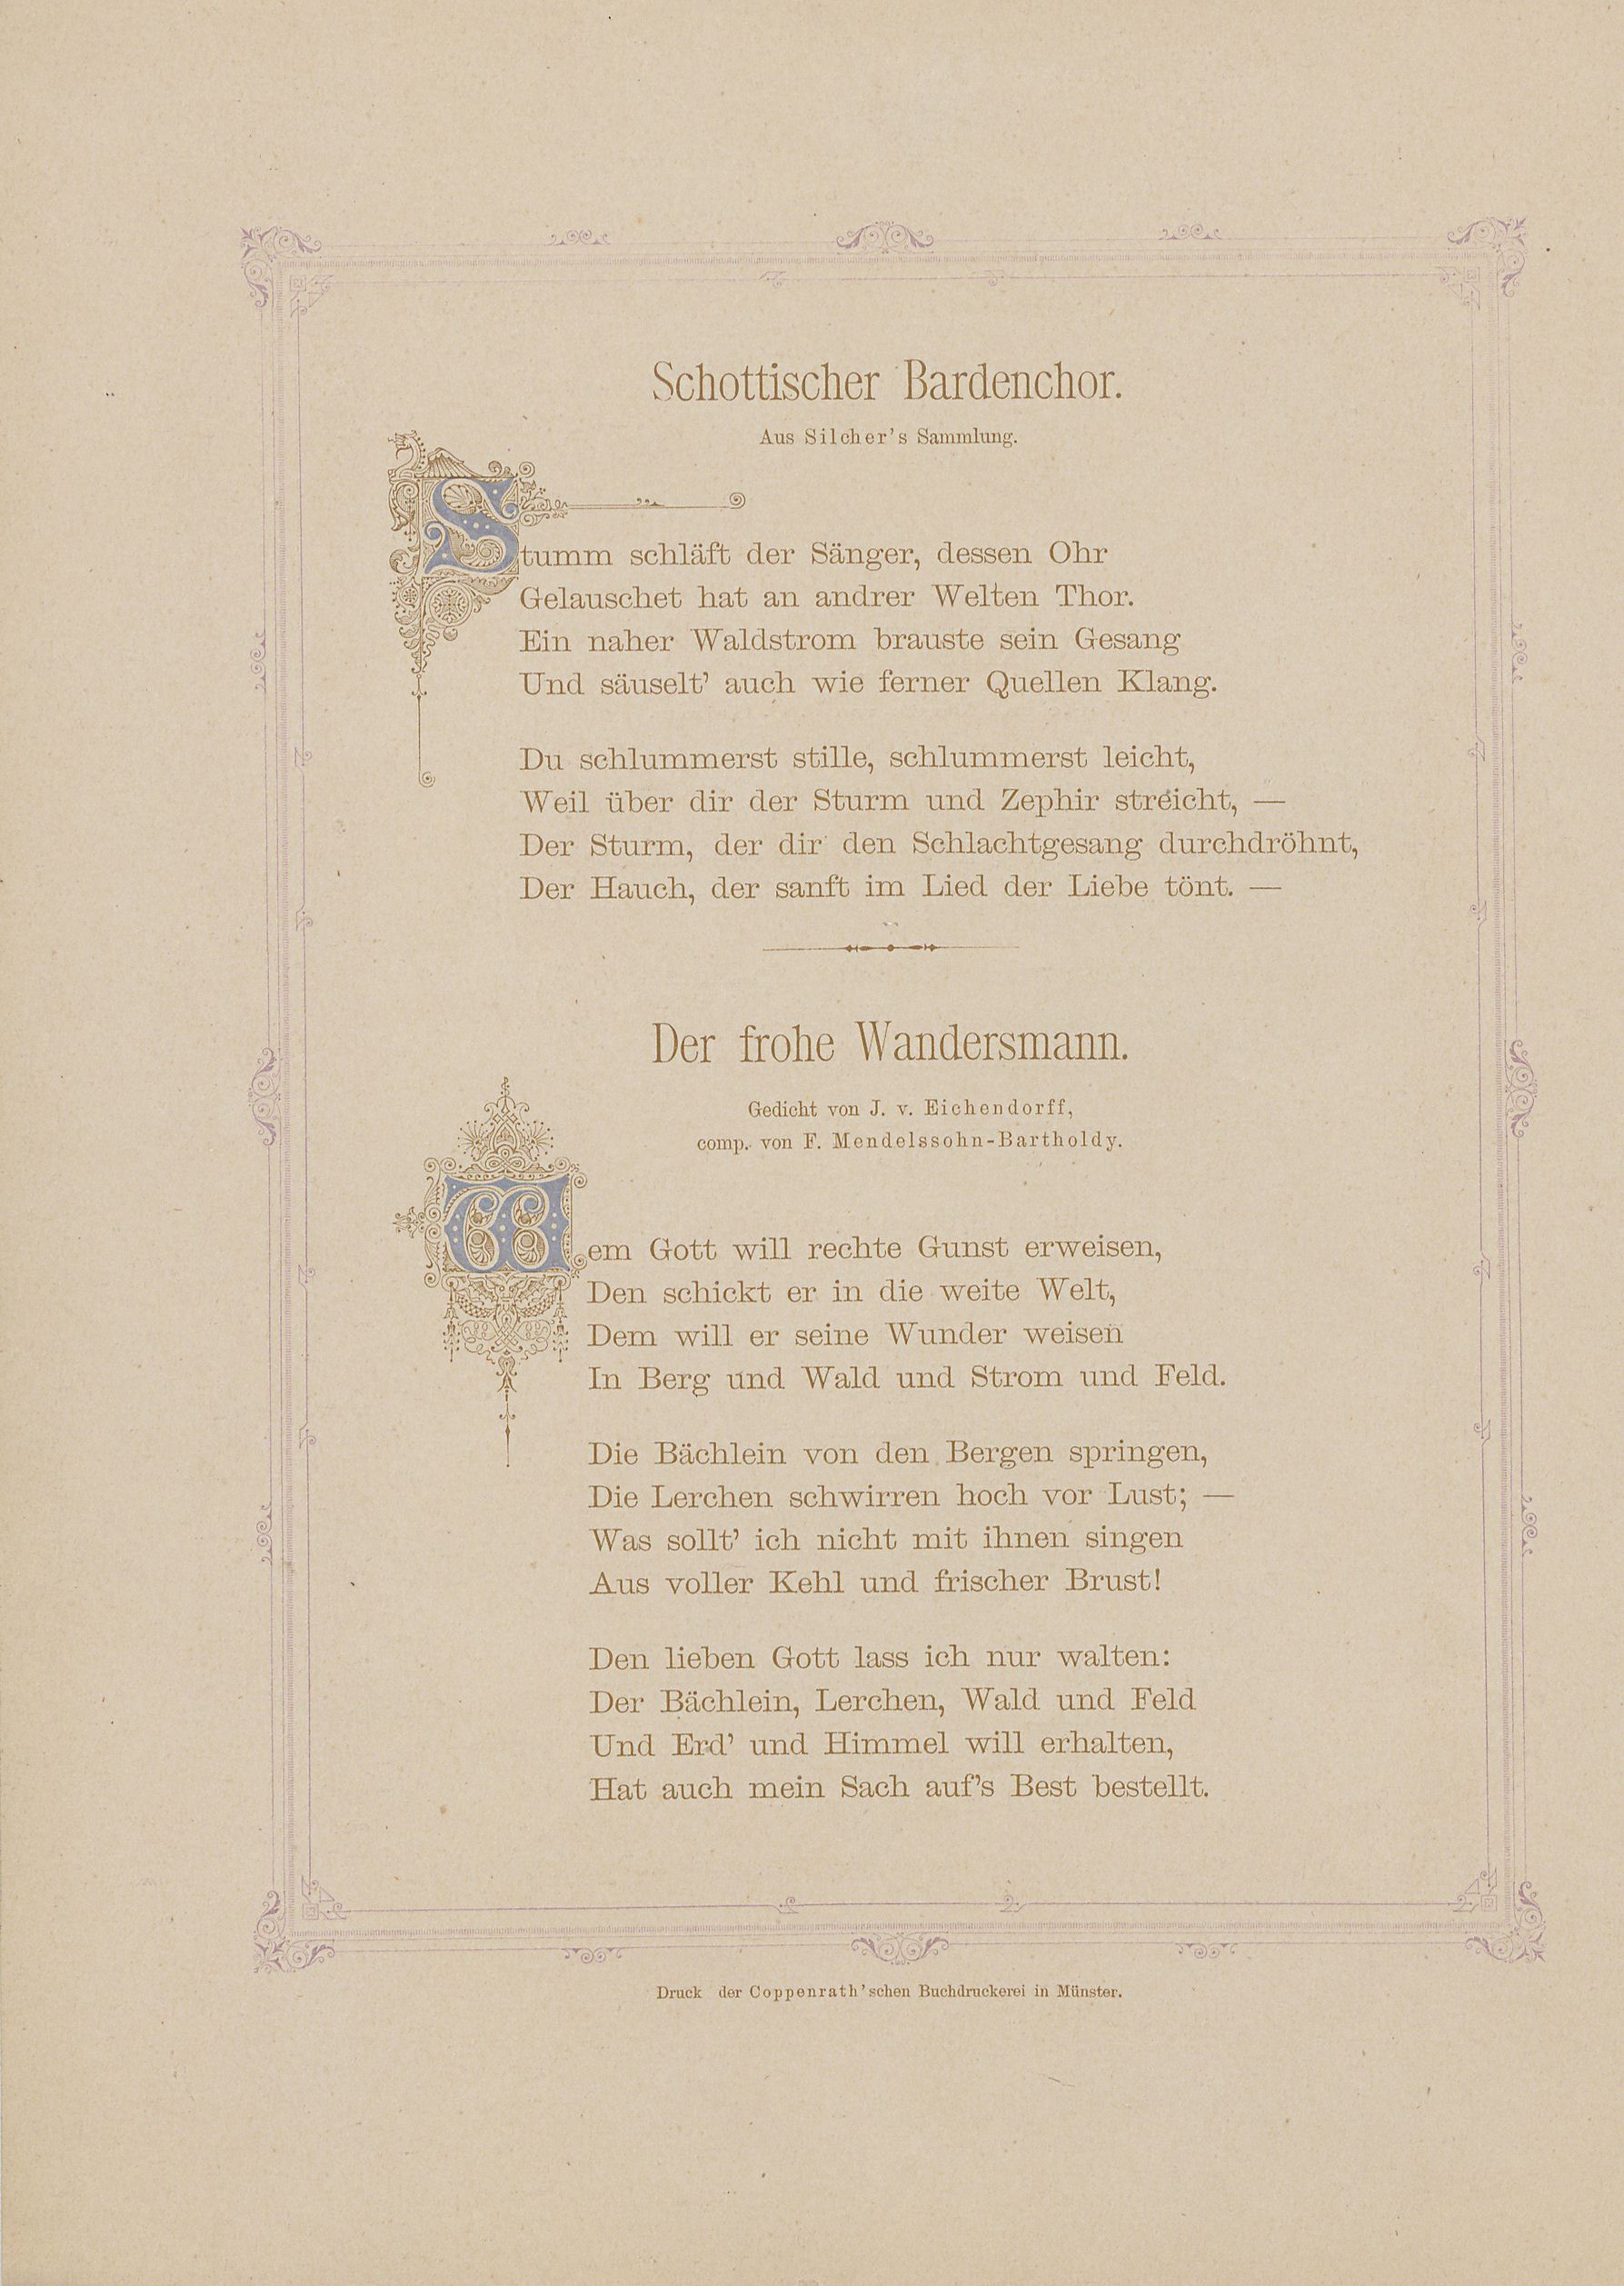 Schottischer Bardenchor.
Aus Silcher's Sammlung.
Stumm schläft der Sänger, dessen Ohr
Gelauschet hat an andrer Welten Thor.
Ein naher Waldstrom brauste sein Gesang
Und säuselt' auch wie ferner Quellen Klang.
Du schlummerst stille, schlummerst leicht,
Weil über dir der Sturm und Zephir streicht, —
Der Sturm, der dir den Schlachtgesang durchdröhnt,
Der Hauch, der sanft im Lied der Liebe tönt. —
Der frohe Wandersmann.
Gedicht von J. v. Eichendorff,
comp. von F. Mendelssohn-Bartholdy.
Wem Gott will rechte Gunst erweisen,
Den schickt er in die weite Welt,
Dem will er seine Wunder weisen
In Berg und Wald und Strom und Feld.
Die Bächlein von den Bergen springen,
Die Lerchen schwirren hoch vor Lust; —
Was sollt' ich nicht mit ihnen singen
Aus voller Kehl und frischer Brust!
Den lieben Gott lass ich nur walten:
Der Bächlein, Lerchen, Wald und Feld
Und Erd' und Himmel will erhalten,
Hat auch mein Sach auf's Best bestellt.
Druck der Coppenrath'schen Buchdruckerei in Münster.